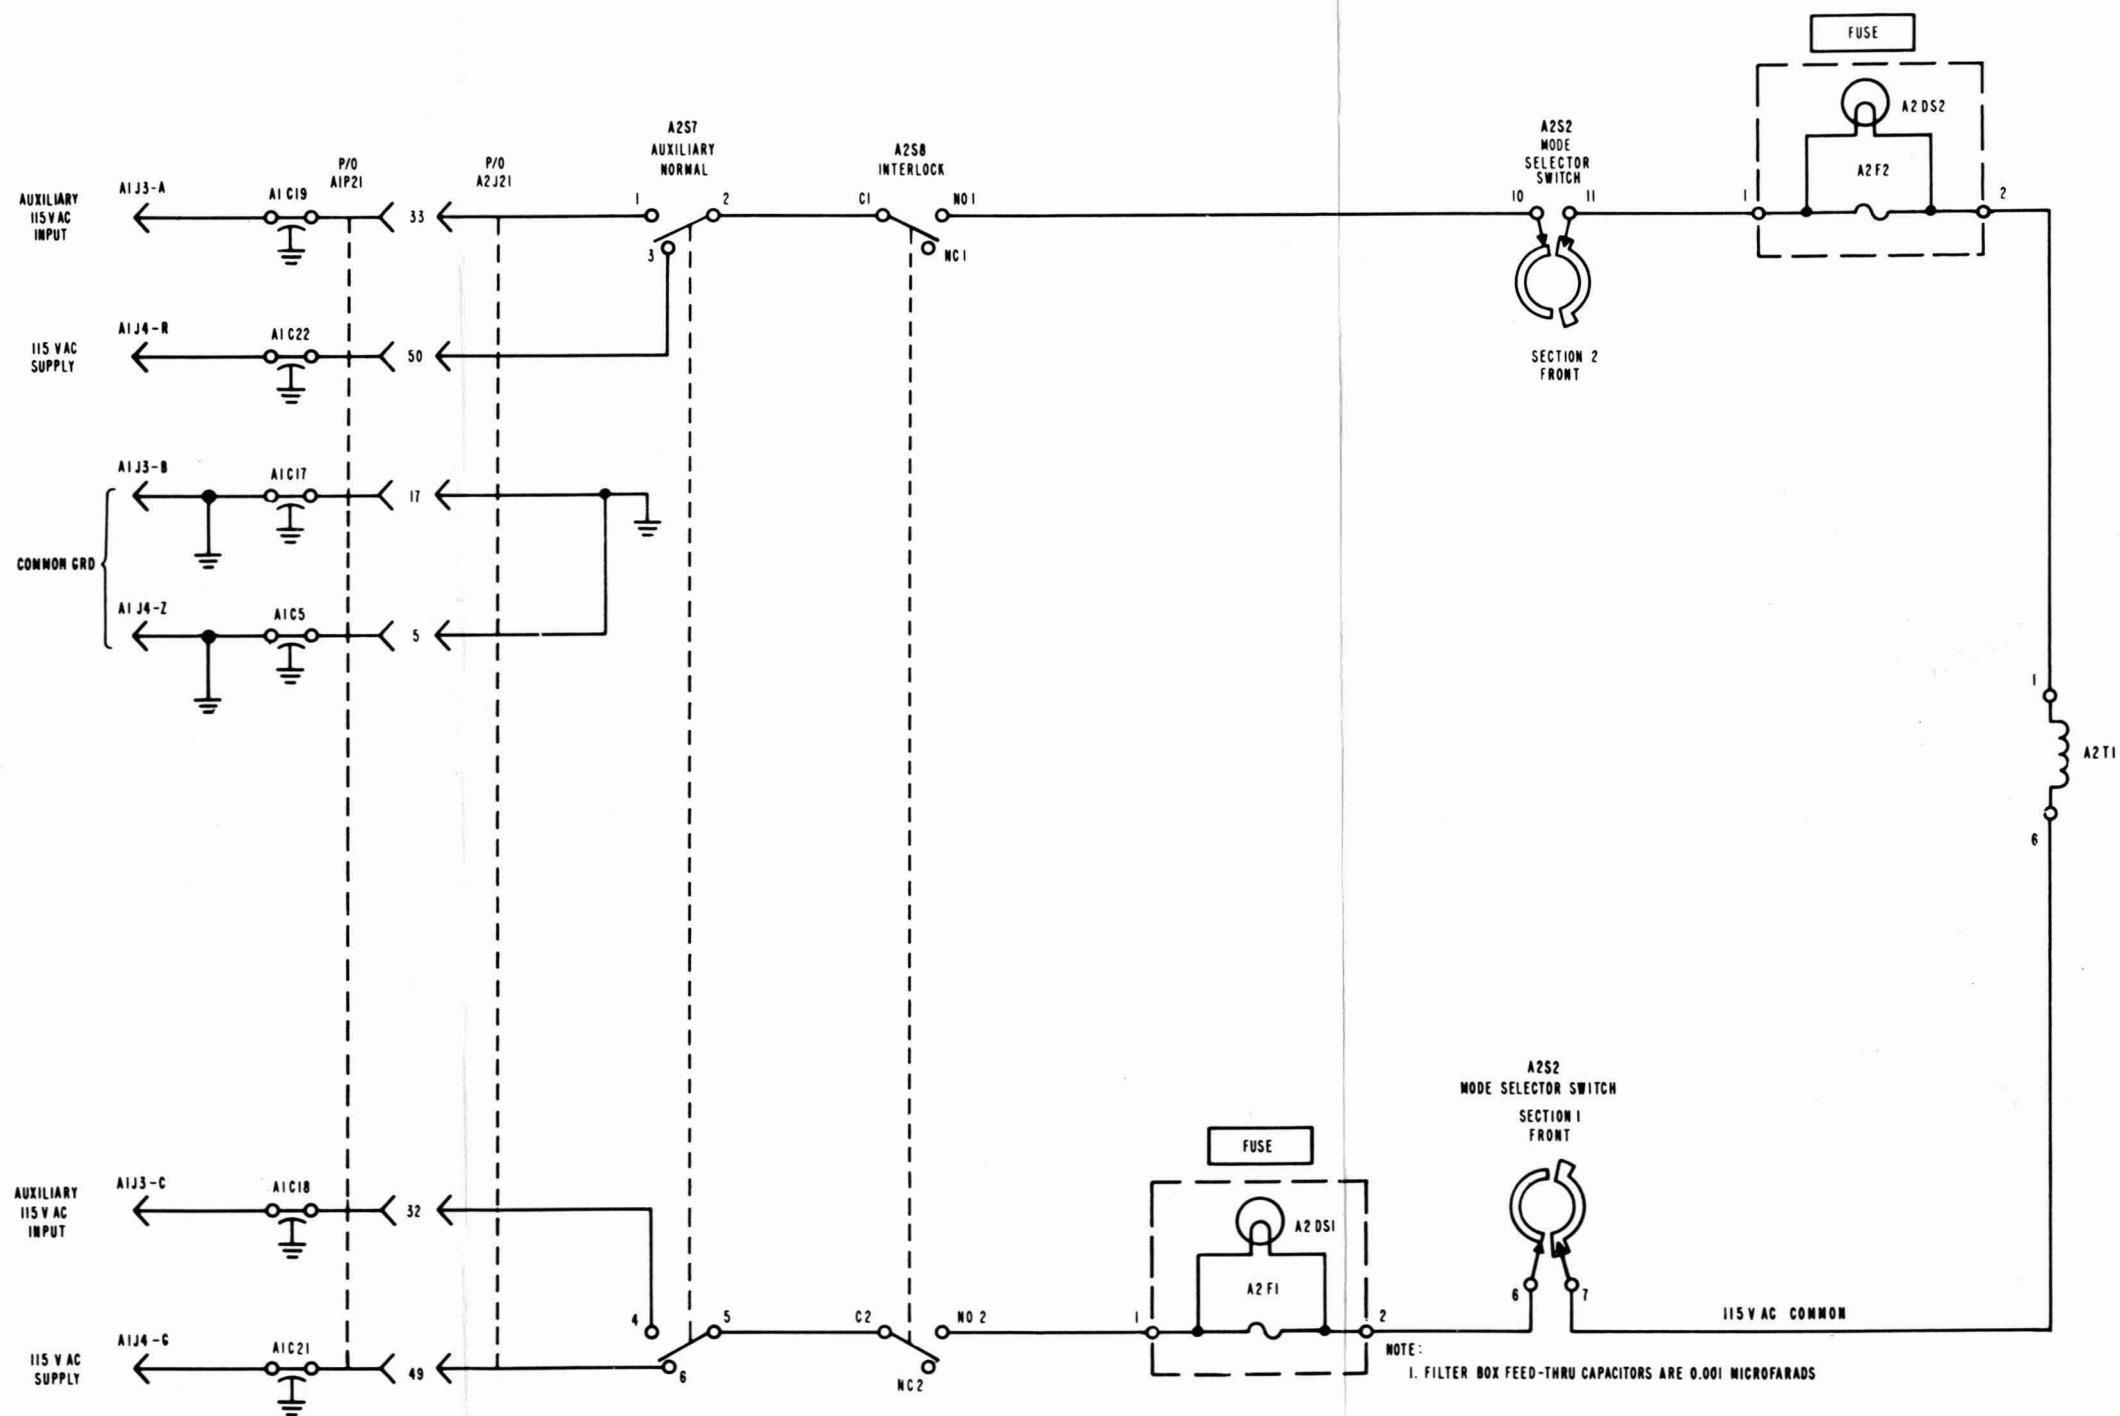 FUSE
A2DS2
A2F2
1
2
A2S7
AUXILIARY
NORMAL
A2S8
INTERLOCK
A2S2
MODE
SELECTOR
SWITCH
P/O
A1P21
P/O
A2J21
AUXILIARY
115VAC
INPUT
A1J3-A
A1C19
33
1
2
3
C1
NO1
NC1
10
11
SECTION 2
FRONT
115 VAC
SUPPLY
A1J4-R
A1C22
50
COMMON GRD
A1J3-B
A1C17
17
A1J4-Z
A1C5
5
1
A2T1
6
A2S2
MODE SELECTOR SWITCH
SECTION 1
FRONT
6
7
115 VAC COMMON
AUXILIARY
115V AC
INPUT
A1J3-C
A1C18
32
FUSE
A2DS1
A2F1
1
2
4
5
6
C2
NO2
NC2
115 V AC
SUPPLY
A1J4-G
A1C21
49
NOTE:
1. FILTER BOX FEED-THRU CAPACITORS ARE 0.001 MICROFARADS